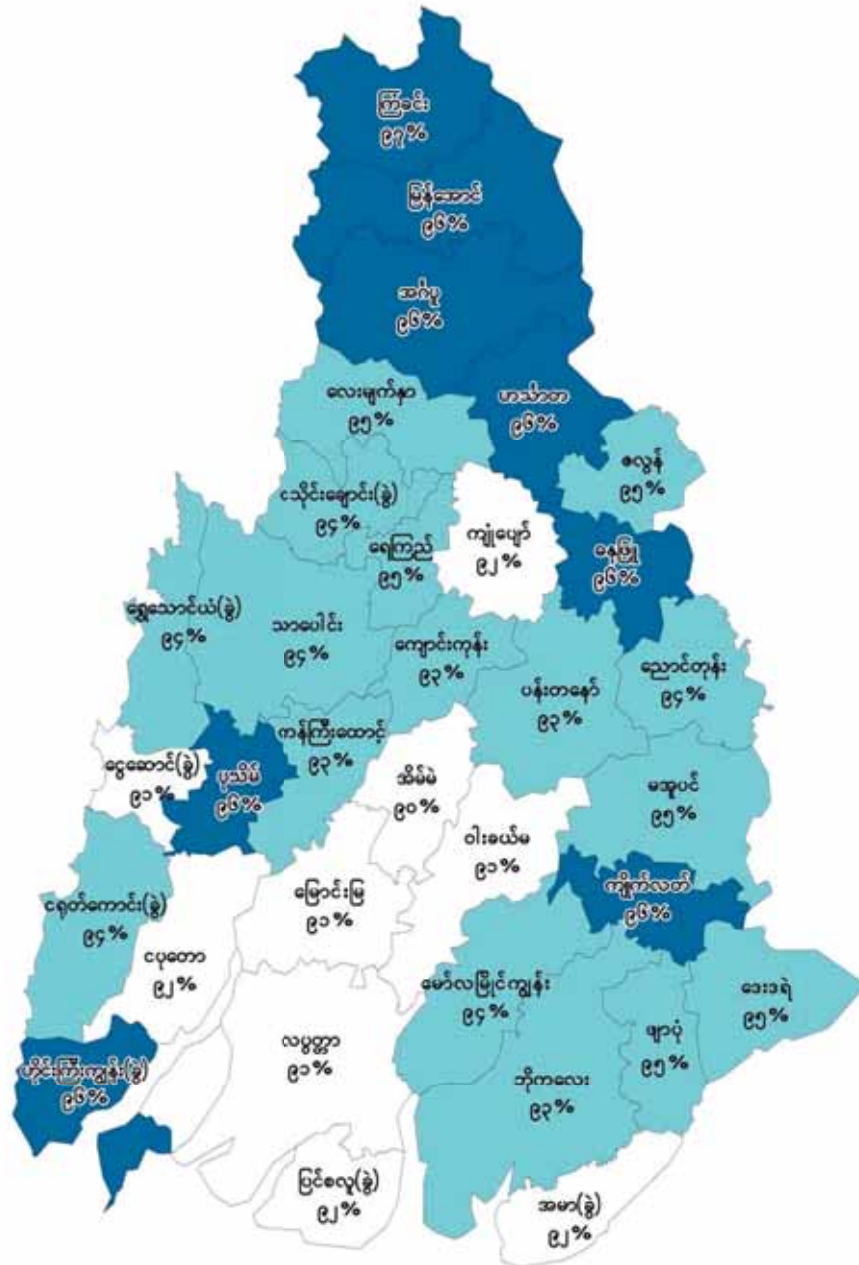 ကြံခင်း
၉၇%
မြန်အောင်
၉၆%
အင်္ဂပူ
၉၆%
လေးမျက်နှာ
၉၅%
ဟင်္သာတ
၉၆%
ဇလွန်
၉၅%
ငသိုင်းချောင်း(ခွဲ)
၉၄%
ရေကြည်
၉၅%
ကျုံပျော်
၉၂%
ဓနုဖြူ
၉၆%
ရွှေသောင်ယံ(ခွဲ)
၉၄%
သာပေါင်း
၉၄%
ကျောင်းကုန်း
၉၃%
ပန်းတနော်
၉၃%
ညောင်တုန်း
၉၄%
ငွေဆောင်(ခွဲ)
၉၁%
ပုသိမ်
၉၆%
ကန်ကြီးထောင့်
၉၃%
အိမ်မဲ
၉၀%
မအူပင်
၉၅%
ဝါးခယ်မ
၉၁%
မြောင်းမြ
၉၁%
ကျိုက်လတ်
၉၆%
ငရုတ်ကောင်း(ခွဲ)
၉၄%
ငပုတော
၉၂%
မော်လမြိုင်ကျွန်း
၉၄%
ဒေးဒရဲ
၉၅%
ဖျာပုံ
၉၅%
လပွတ္တာ
၉၁%
ဟိုင်းကြီးကျွန်း(ခွဲ)
၉၆%
ဘိုကလေး
၉၃%
ပြင်စလူ(ခွဲ)
၉၂%
အမာ(ခွဲ)
၉၂%